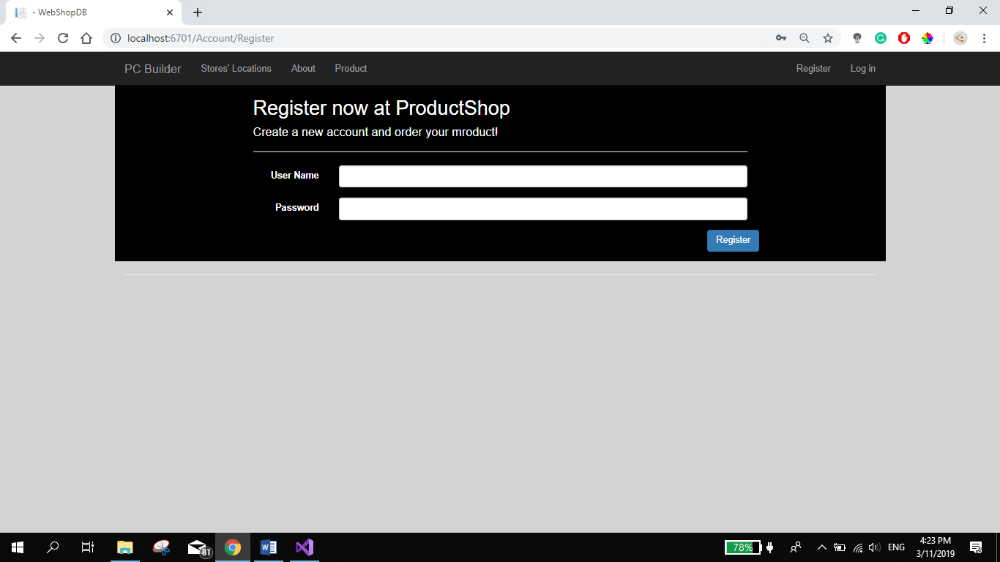 - WebShopDB
localhost:6701/Account/Register
PC Builder Stores' Locations About Product Register Log in
Register now at ProductShop
Create a new account and order your mroduct!
User Name
Password
Register
81 78% ENG 4:23 PM
3/11/2019